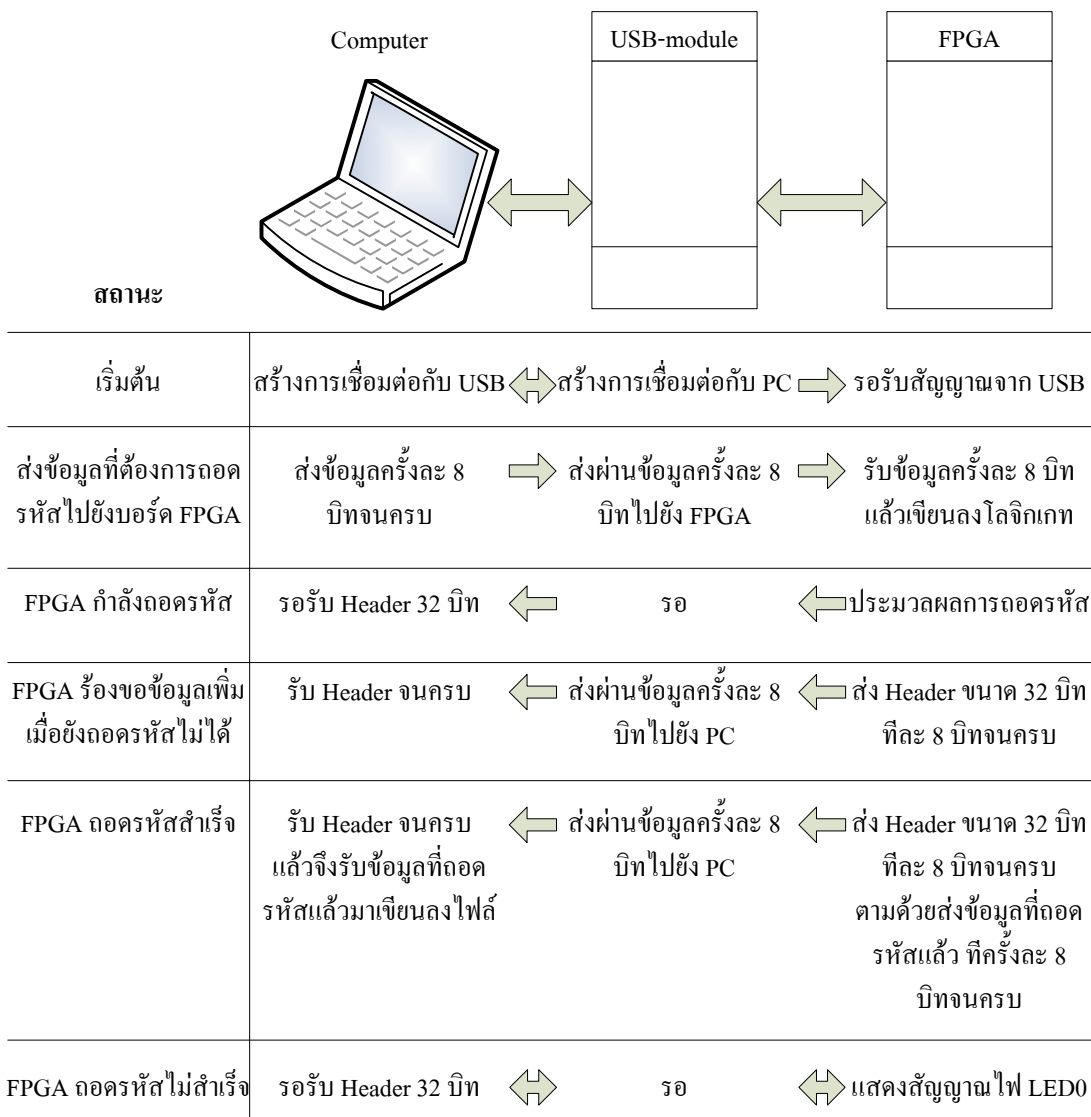 Computer
USB-module
FPGA
สถานะ
เริ่มต้น
สร้างการเชื่อมต่อกับ USB
สร้างการเชื่อมต่อกับ PC
รอรับสัญญาณจาก USB
ส่งข้อมูลที่ต้องการถอด
รหัสไปยังบอร์ด FPGA
ส่งข้อมูลครั้งละ 8
บิทจนครบ
ส่งผ่านข้อมูลครั้งละ 8
บิทไปยัง FPGA
รับข้อมูลครั้งละ 8 บิท
แล้วเขียนลงโลจิกเกท
FPGA กำลังถอดรหัส
รอรับ Header 32 บิท
รอ
ประมวลผลการถอดรหัส
FPGA ร้องขอข้อมูลเพิ่ม
เมื่อยังถอดรหัสไม่ได้
รับ Header จนครบ
ส่งผ่านข้อมูลครั้งละ 8
บิทไปยัง PC
ส่ง Header ขนาด 32 บิท
ทีละ 8 บิทจนครบ
FPGA ถอดรหัสสำเร็จ
รับ Header จนครบ
แล้วจึงรับข้อมูลที่ถอด
รหัสแล้วมาเขียนลงไฟล์
ส่งผ่านข้อมูลครั้งละ 8
บิทไปยัง PC
ส่ง Header ขนาด 32 บิท
ทีละ 8 บิทจนครบ
ตามด้วยส่งข้อมูลที่ถอด
รหัสแล้ว ทีครั้งละ 8
บิทจนครบ
FPGA ถอดรหัสไม่สำเร็จ
รอรับ Header 32 บิท
รอ
แสดงสัญญาณไฟ LED0